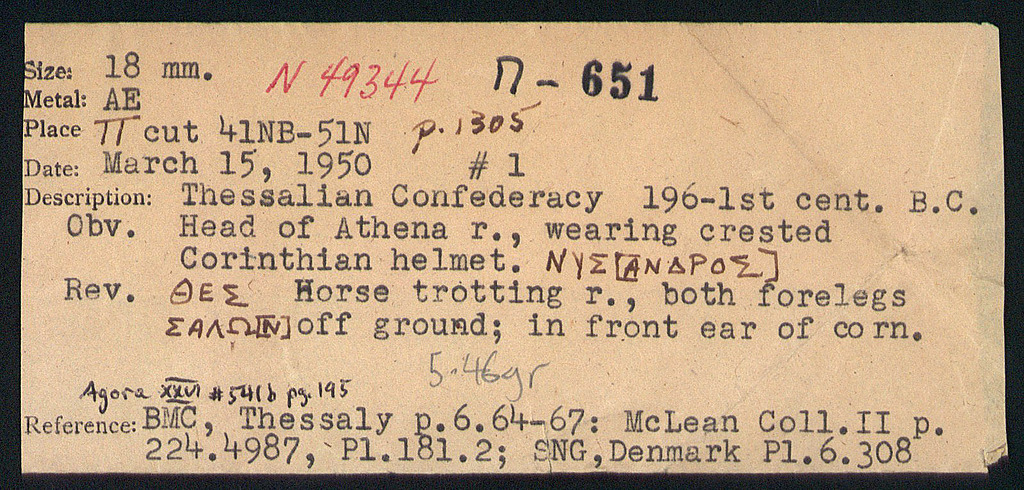 Size: 18 mm. N 49344 Π - 651
Metal: AE
Place Π cut 41NB-51N p. 1305
Date: March 15, 1950 # 1
Description: Thessalian Confederacy 196-1st cent. B.C.
Obv. Head of Athena r., wearing crested
Corinthian helmet. ΝΥΣ[ΑΝΔΡΟΣ]
Rev. ΘΕΣ Horse trotting r., both forelegs
ΣΑΛΩ[Ν] off ground; in front ear of corn.
5.46gr
Agora XXVI #541b pg. 195
Reference: BMC, Thessaly p.6.64-67: McLean Coll.II p.
224.4987, Pl.181.2; SNG,Denmark Pl.6.308